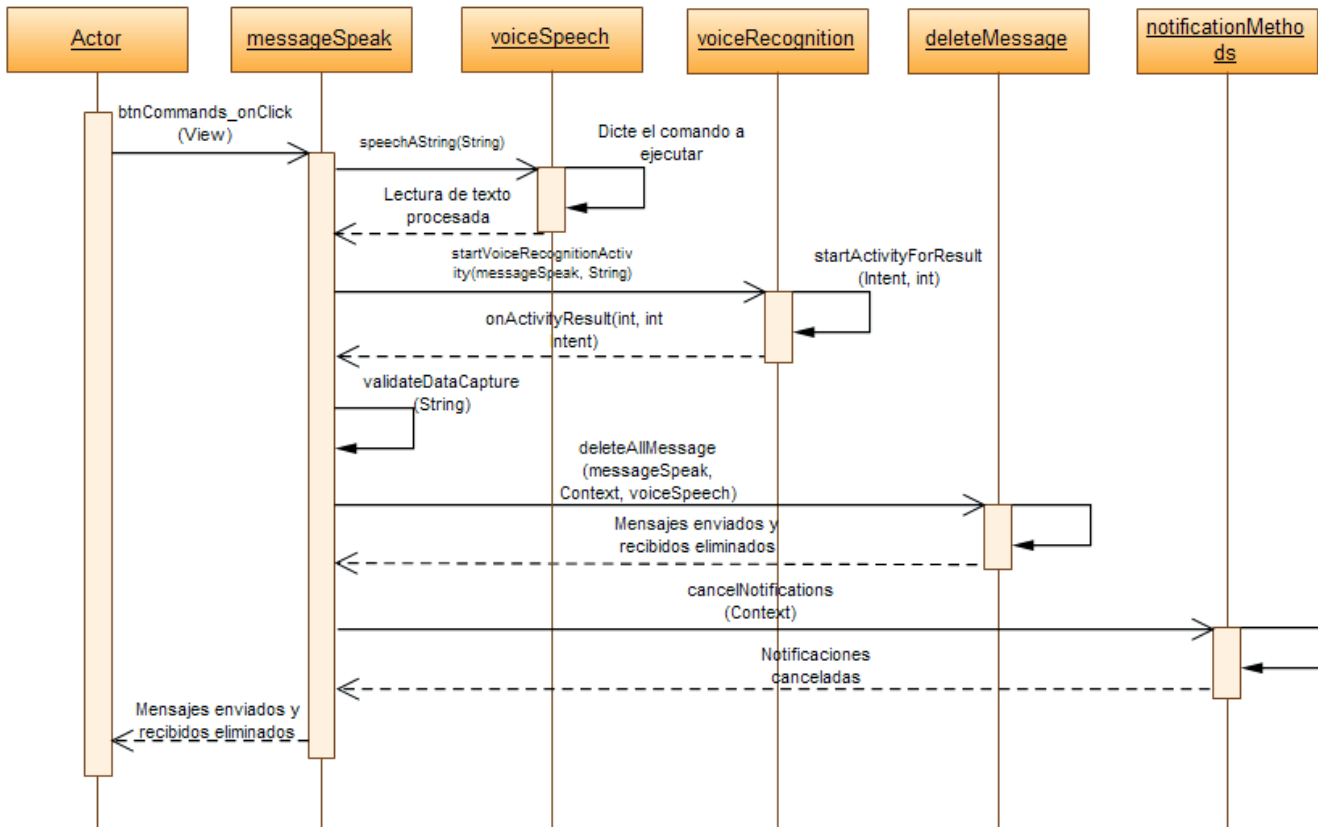 Actor
messageSpeak
voiceSpeech
voiceRecognition
deleteMessage
notificationMetho
ds
btnCommands_onClick
(View)
speechAString(String)
Dicte el comando a
ejecutar
Lectura de texto
procesada
startVoiceRecognitionActiv
ity(messageSpeak, String)
startActivityForResult
(Intent, int)
onActivityResult(int, int
Intent)
validateDataCapture
(String)
deleteAllMessage
(messageSpeak,
Context, voiceSpeech)
Mensajes enviados y
recibidos eliminados
cancelNotifications
(Context)
Notificaciones
canceladas
Mensajes enviados y
recibidos eliminados